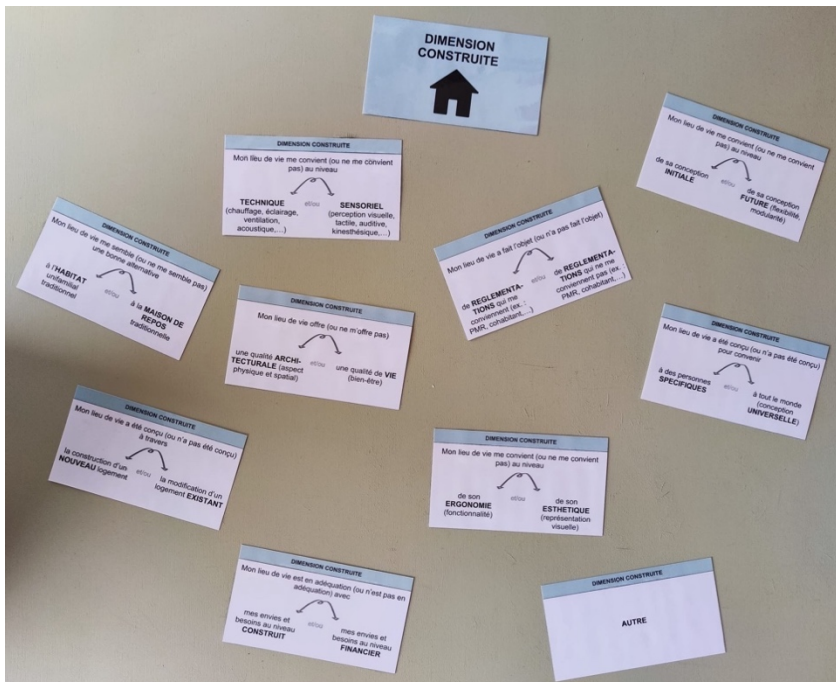 DIMENSION
CONSTRUITE
DIMENSION CONSTRUITE
Mon lieu de vie me convient (ou ne me convient
pas) au niveau
TECHNIQUE
(chauffage, éclairage,
ventilation,
acoustique,...)
et/ou
SENSORIEL
(perception visuelle,
tactile, auditive,
kinesthésique,...)
DIMENSION CONSTRUITE
Mon lieu de vie me convient (ou ne me convient
pas) au niveau
de sa conception
INITIALE
et/ou
de sa conception
FUTURE (flexibilité,
modularité)
DIMENSION CONSTRUITE
Mon lieu de vie me semble (ou ne me semble pas)
une bonne alternative
à l'HABITAT
unifamilial
traditionnel
et/ou
à la MAISON DE
REPOS
traditionnelle
DIMENSION CONSTRUITE
Mon lieu de vie a fait l'objet (ou n'a pas fait l'objet)
de REGLEMENTA-
TIONS qui me
conviennent (ex. :
PMR, cohabitant,...)
et/ou
de REGLEMENTA-
TIONS qui ne me
conviennent pas (ex. :
PMR, cohabitant,...)
DIMENSION CONSTRUITE
Mon lieu de vie offre (ou ne m'offre pas)
une qualité ARCHI-
TECTURALE (aspect
physique et spatial)
et/ou
une qualité de VIE
(bien-être)
DIMENSION CONSTRUITE
Mon lieu de vie a été conçu (ou n'a pas été conçu)
pour convenir
à des personnes
SPECIFIQUES
et/ou
à tout le monde
(conception
UNIVERSELLE)
DIMENSION CONSTRUITE
Mon lieu de vie a été conçu (ou n'a pas été conçu)
à travers
la construction d'un
NOUVEAU logement
et/ou
la modification d'un
logement EXISTANT
DIMENSION CONSTRUITE
Mon lieu de vie me convient (ou ne me convient
pas) au niveau
de son
ERGONOMIE
(fonctionnalité)
et/ou
de son
ESTHETIQUE
(représentation
visuelle)
DIMENSION CONSTRUITE
Mon lieu de vie est en adéquation (ou n'est pas en
adéquation) avec
mes envies et
besoins au niveau
CONSTRUIT
et/ou
mes envies et
besoins au niveau
FINANCIER
DIMENSION CONSTRUITE
AUTRE